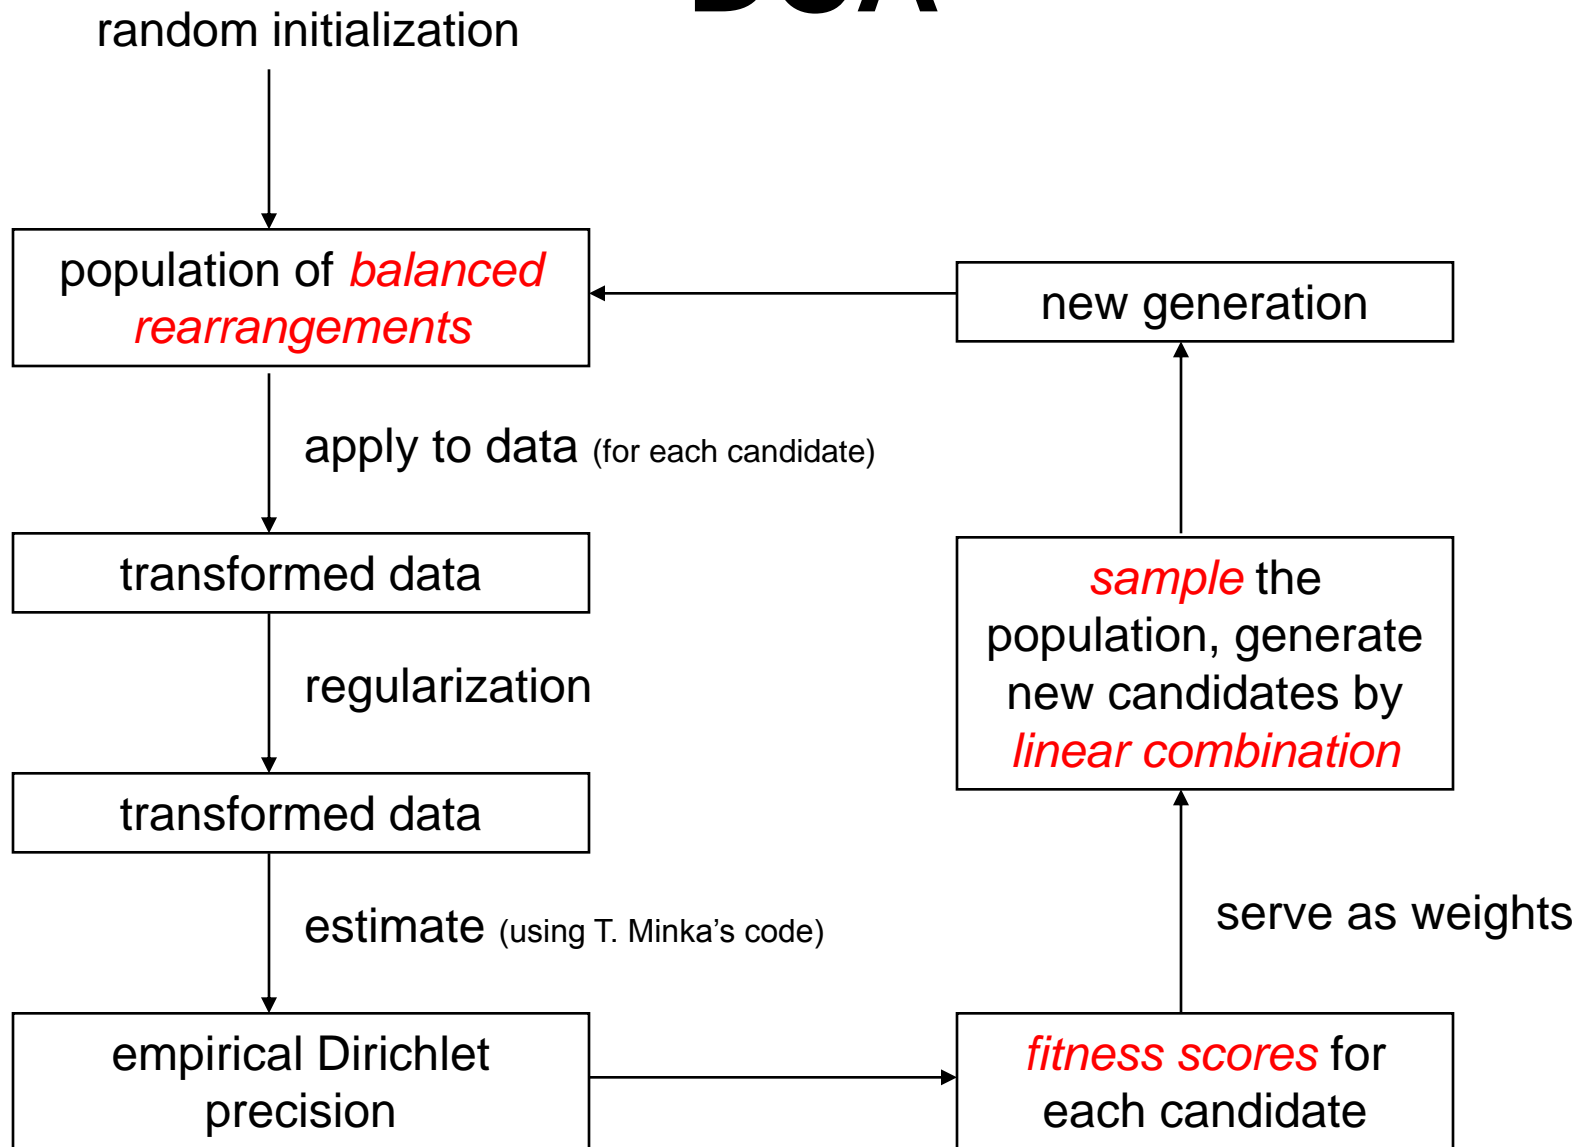 random initialization
population of balanced
rearrangements
apply to data (for each candidate)
transformed data
regularization
transformed data
estimate (using T. Minka's code)
empirical Dirichlet
precision
new generation
sample the
population, generate
new candidates by
linear combination
serve as weights
fitness scores for
each candidate